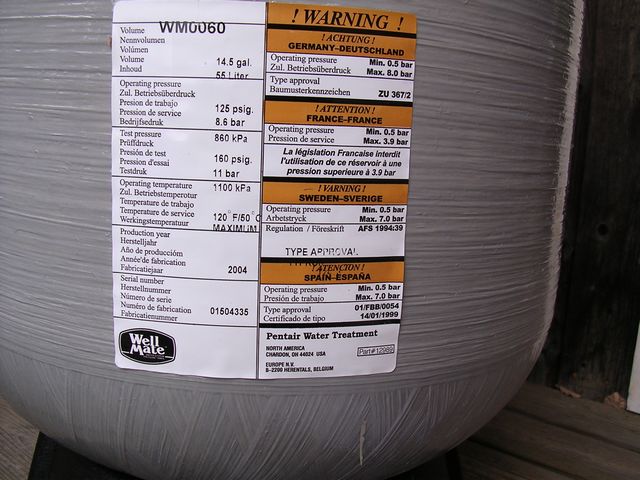 WM0060
Volume
Nennvolumen
Volúmen
Volume 14.5 gal.
Inhoud 55 Liter
Operating pressure
Zul. Betriebsüberdruck
Presion de trabajo
Pression de service 125 psig.
Bedrijfsdruk 8.6 bar
Test pressure 860 kPa
Prüffdruck
Presión de test
Pression d'essai 160 psig.
Testdruk 11 bar
Operating temperature 1100 kPa
Zul. Betriebstemperotur
Temperature de trabajo
Temperature de service 120° F/50°C
Werkingstemperatuur MAXIMUM
Production year
Herstelljahr
Año de produccióm
Année'de fabrication
Fabricatiejaar 2004
Serial number
Herstellnummer
Número de serie
Numéro de fabrication 01504335
Fabricatienummer
Well
Mate
! WARNING !
! ACHTUNG !
GERMANY–DEUTSCHLAND
Operating pressure Min. 0.5 bar
Zul. Betriebsüberdruck Max. 8.0 bar
Type approval
Baumusterkennzeichen ZU 367/2
! ATTENTION !
FRANCE–FRANCE
Operating pressure Min. 0.5 bar
Pression de service Max. 3.9 bar
La législation Francaise interdit
l'utilisation de ce réservoir à une
pression superieure à 3.9 bar
! VARNING !
SWEDEN–SVERIGE
Operating pressure Min. 0.5 bar
Arbetstryck Max. 7.0 bar
Regulation / Föreskrift AFS 1994:39
TYPE APPROVAL
! ATENCION !
SPAIN–ESPAÑA
Operating pressure Min. 0.5 bar
Presión de trabajo Max. 7.0 bar
Type approval 01/FBB/0054
Certificado de tipo 14/01/1999
Pentair Water Treatment
NORTH AMERICA
CHARDON, OH 44024 USA
EUROPE N.V.
B–2200 HERENTALS, BELGIUM